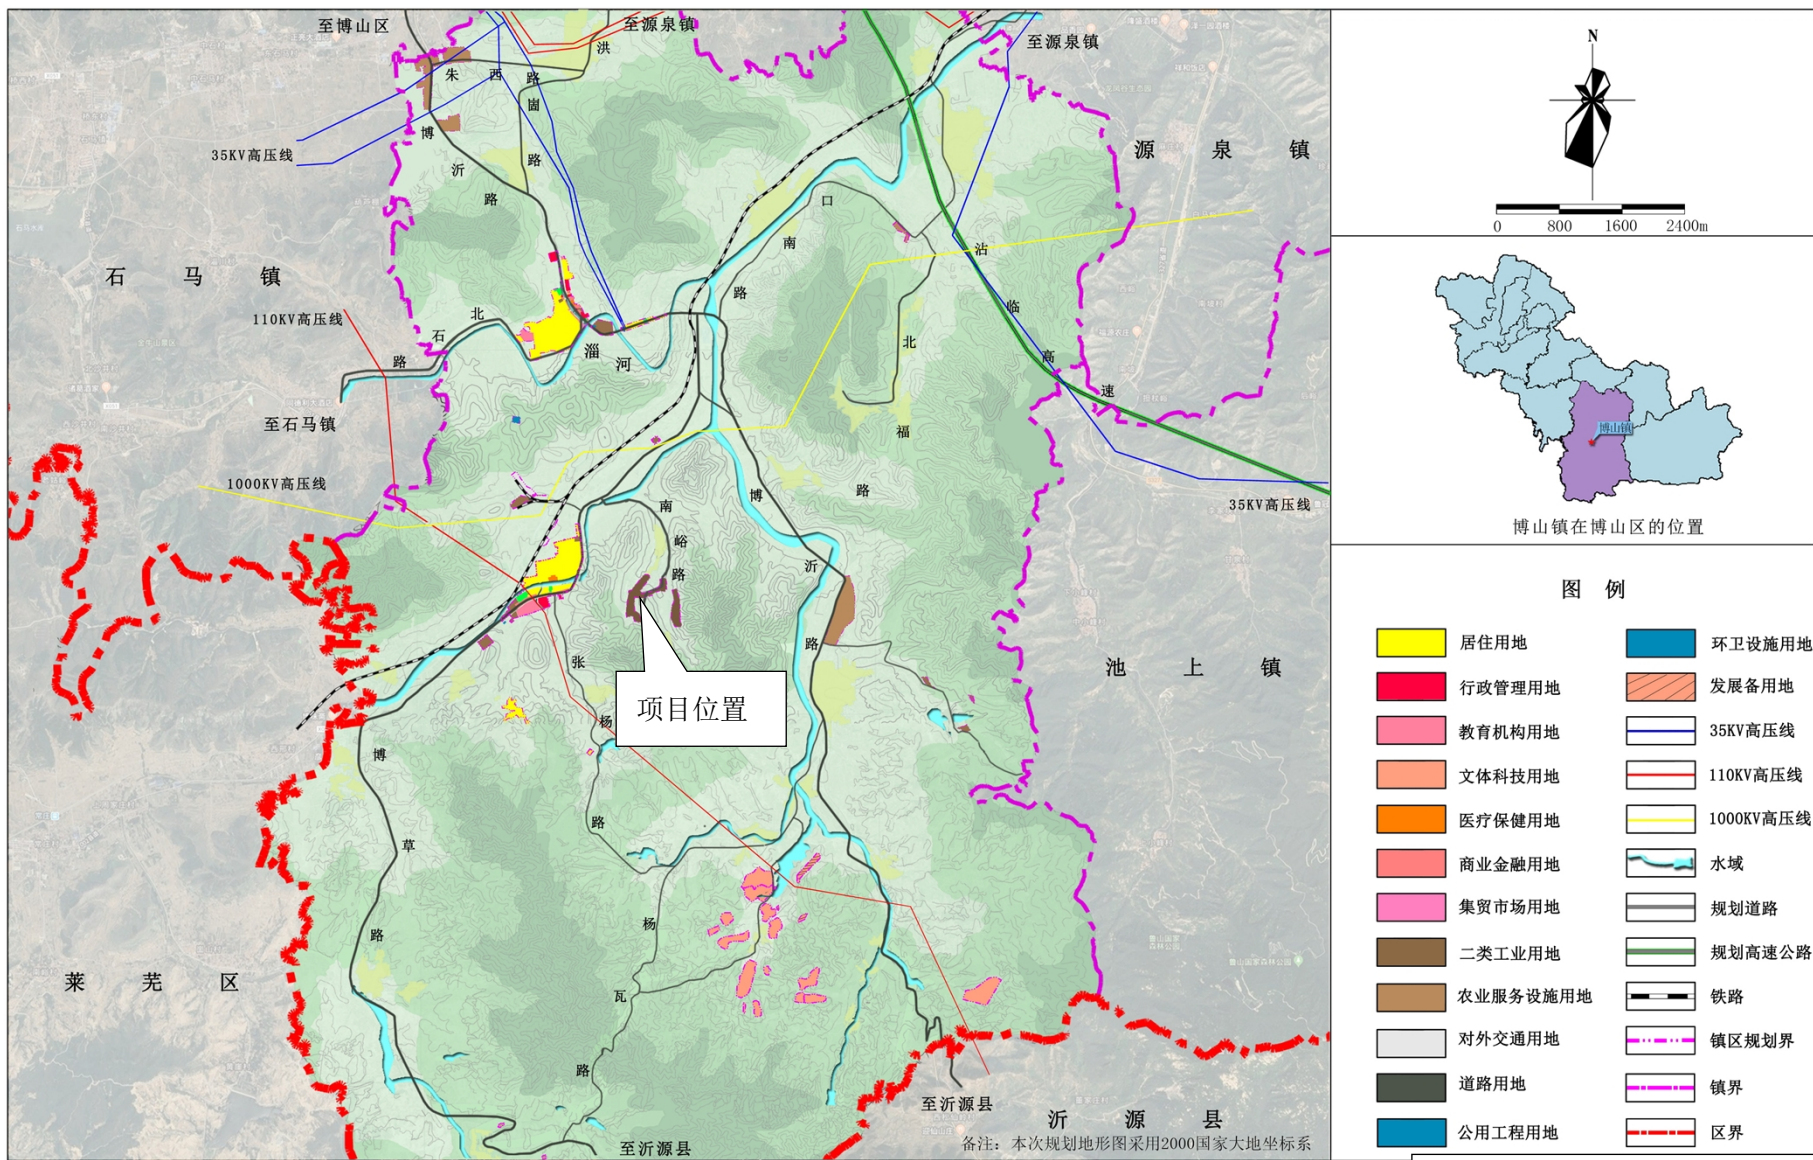 至博山区
至源泉镇
至源泉镇
洪
朱
西
路
崮
路
博
沂
路
35KV高压线
源泉镇
石马镇
110KV高压线
北
石
路
淄
河
至石马镇
1000KV高压线
口
南
路
沾
临
高
速
北
福
路
35KV高压线
南
峪
路
博
沂
路
项目位置
张
杨
路
池上镇
博
草
路
莱芜区
杨
瓦
路
至沂源县
至沂源县
沂源县
备注：本次规划地形图采用2000国家大地坐标系
N
0 800 1600 2400m
博山镇
博山镇在博山区的位置
图例
居住用地
行政管理用地
教育机构用地
文体科技用地
医疗保健用地
商业金融用地
集贸市场用地
二类工业用地
农业服务设施用地
对外交通用地
道路用地
公用工程用地
环卫设施用地
发展备用地
35KV高压线
110KV高压线
1000KV高压线
水域
规划道路
规划高速公路
铁路
镇区规划界
镇界
区界